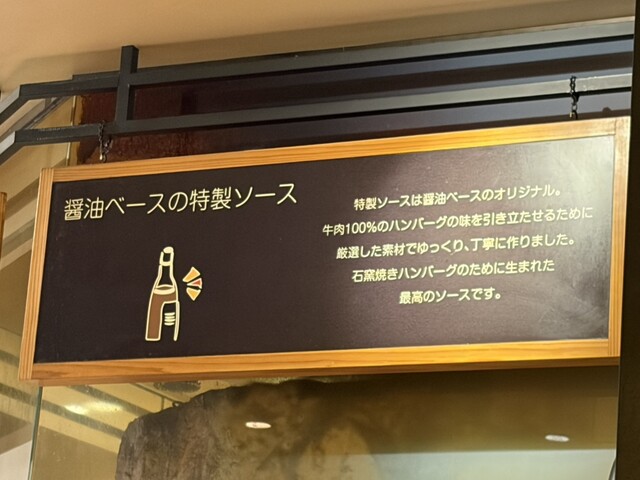 醤油ベースの特製ソース
特製ソースは醤油ベースのオリジナル。
牛肉100%のハンバーグの味を引き立たせるために
厳選した素材でゆっくり、丁寧に作りました。
石窯焼きハンバーグのために生まれた
最高のソースです。